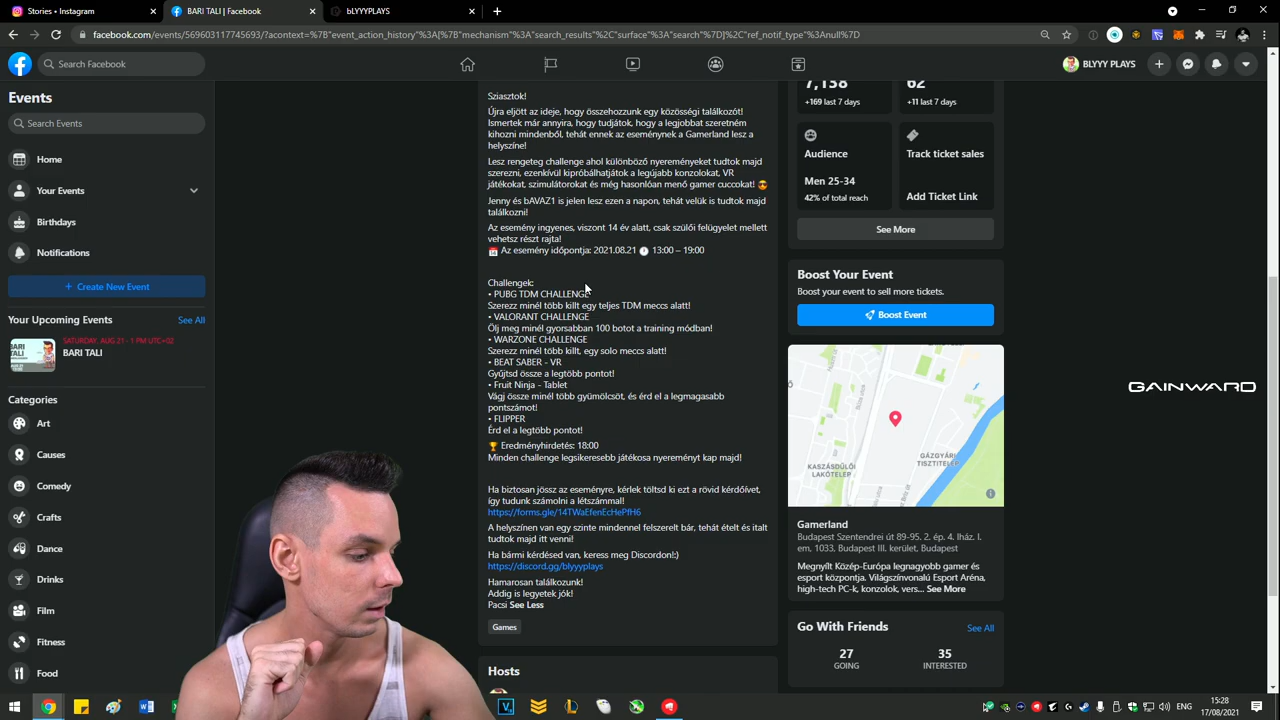 Stories • Instagram
BARI TALI | Facebook
bLYYYPLAYS
facebook.com/events/569603117745693/?acontext=%7B"event_action_history"%3A[%7B"mechanism"%3A"search_results"%2C"surface"%3A"search"%7D]%2C"ref_notif_type"%3Anull%7D
Search Facebook
BLYYY PLAYS
Events
Search Events
Home
Your Events
Birthdays
Notifications
+ Create New Event
Your Upcoming Events
See All
SATURDAY, AUG 21 - 1 PM UTC+02
BARI TALI
Categories
Art
Causes
Comedy
Crafts
Dance
Drinks
Film
Fitness
Food
Sziasztok!
Újra eljött az ideje, hogy összehozzunk egy közösségi találkozót!
Ismertek már annyira, hogy tudjátok, hogy a legjobbat szeretném
kihozni mindenből, tehát ennek az eseménynek a Gamerland lesz a
helyszíne!
Lesz rengeteg challenge ahol különböző nyereményeket tudtok majd
szerezni, ezenkívül kipróbálhatjátok a legújabb konzolokat, VR
játékokat, szimulátorokat és még hasonlóan menő gamer cuccokat! 😎
Jenny és bAVAZ1 is jelen lesz ezen a napon, tehát velük is tudtok majd
találkozni!
Az esemény ingyenes, viszont 14 év alatt, csak szülői felügyelet mellett
vehetsz részt rajta!
📅 Az esemény időpontja: 2021.08.21 🕐 13:00 – 19:00
Challengek:
• PUBG TDM CHALLENGE
Szerezz minél több killt egy teljes TDM meccs alatt!
• VALORANT CHALLENGE
Ölj meg minél gyorsabban 100 botot a training módban!
• WARZONE CHALLENGE
Szerezz minél több killt, egy solo meccs alatt!
• BEAT SABER - VR
Gyűjtsd össze a legtöbb pontot!
• Fruit Ninja - Tablet
Vágj össze minél több gyümölcsöt, és érd el a legmagasabb
pontszámot!
• FLIPPER
Érd el a legtöbb pontot!
🏆 Eredményhirdetés: 18:00
Minden challenge legsikeresebb játékosa nyereményt kap majd!
Ha biztosan jössz az eseményre, kérlek töltsd ki ezt a rövid kérdőívet,
így tudunk számolni a létszámmal!
https://forms.gle/14TWaEfenEcHePfH6
A helyszínen van egy szinte mindennel felszerelt bár, tehát ételt és italt
tudtok majd itt venni!
Ha bármi kérdésed van, keress meg Discordon!:)
https://discord.gg/blyyyplays
Hamarosan találkozunk!
Addig is legyetek jók!
Pacsi See Less
Games
Hosts
7,138
+169 last 7 days
62
+11 last 7 days
Audience
Men 25-34
42% of total reach
Track ticket sales
Add Ticket Link
See More
Boost Your Event
Boost your event to sell more tickets.
Boost Event
KASZÁSDŰLŐI
LAKÓTELEP
GÁZGYÁRI
TISZTITELEP
Gamerland
Budapest Szentendrei út 89-95. 2. ép. 4. lház. I.
em, 1033, Budapest III. kerület, Budapest
Megnyílt Közép-Európa legnagyobb gamer és
esport központja. Világszínvonalú Esport Aréna,
high-tech PC-k, konzolok, vers... See More
Go With Friends
See All
27
GOING
35
INTERESTED
GAINWARD
ENG
15:28
17/08/2021